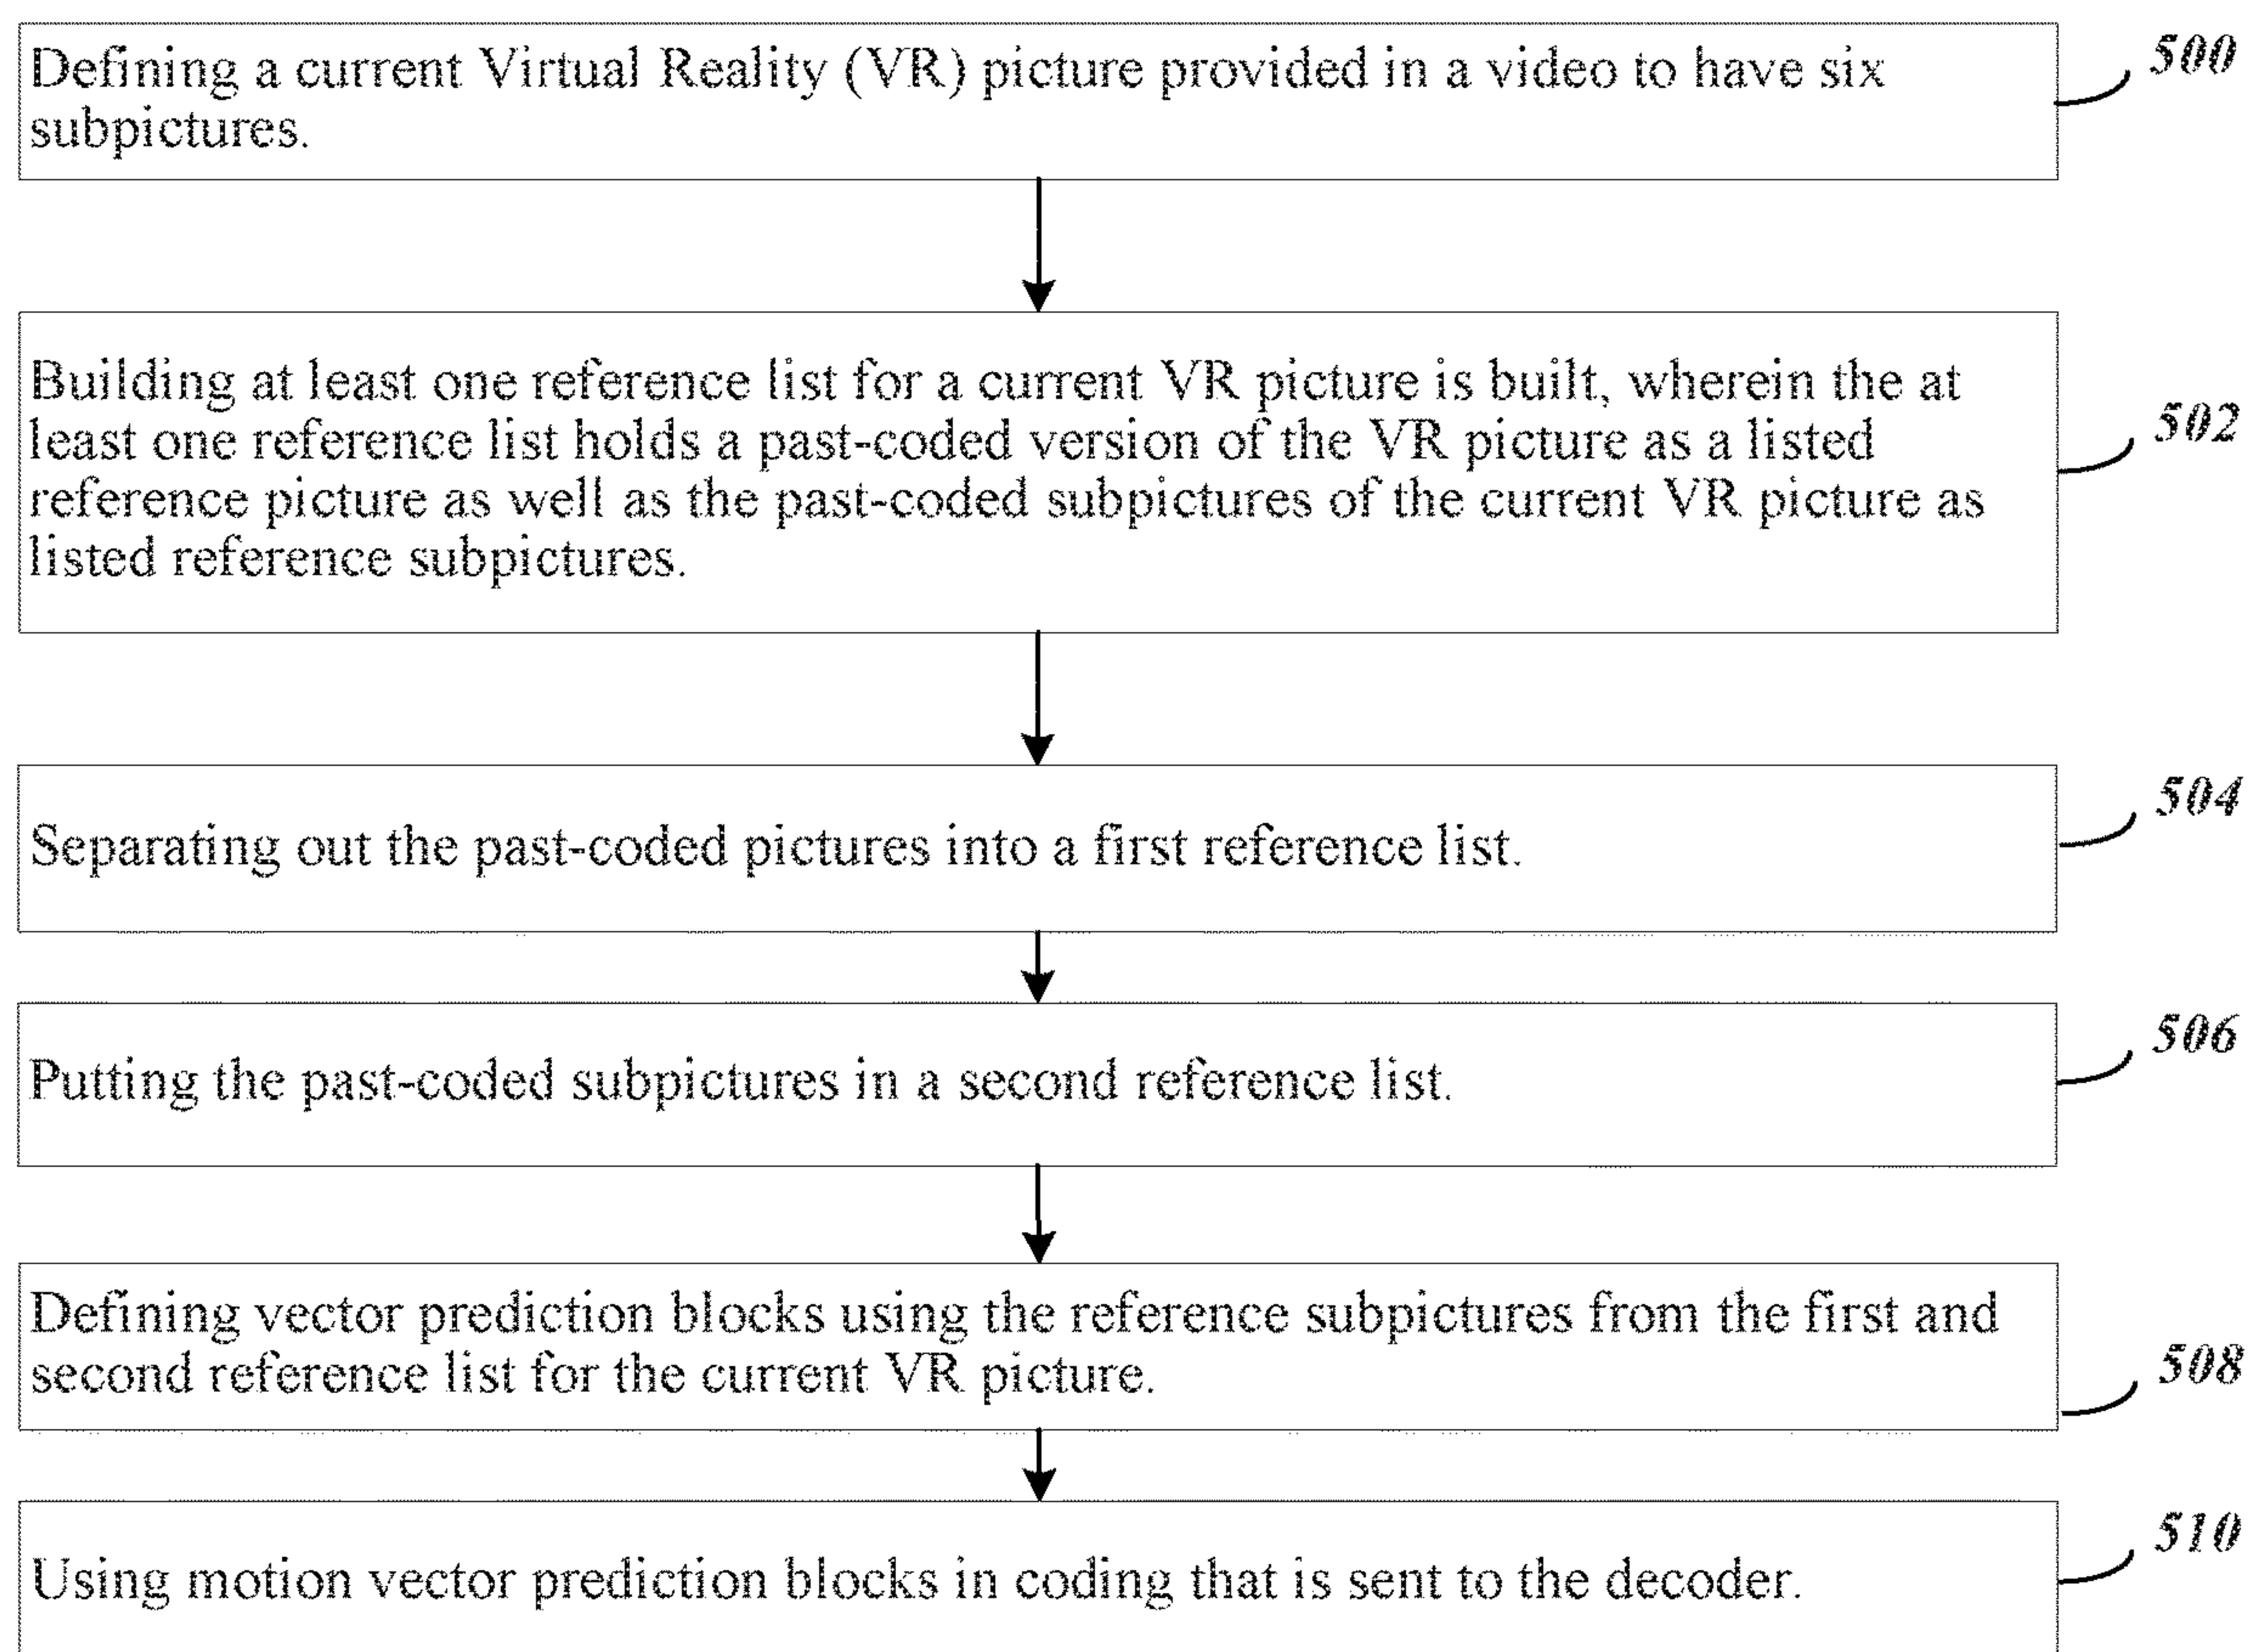 Defining a current Virtual Reality (VR) picture provided in a video to have six
subpictures.
500
Building at least one reference list for a current VR picture is built, wherein the at
least one reference list holds a past-coded version of the VR picture as a listed
reference picture as well as the past-coded subpictures of the current VR picture as
listed reference subpictures.
502
Separating out the past-coded pictures into a first reference list.
504
Putting the past-coded subpictures in a second reference list.
506
Defining vector prediction blocks using the reference subpictures from the first and
second reference list for the current VR picture.
508
Using motion vector prediction blocks in coding that is sent to the decoder.
510